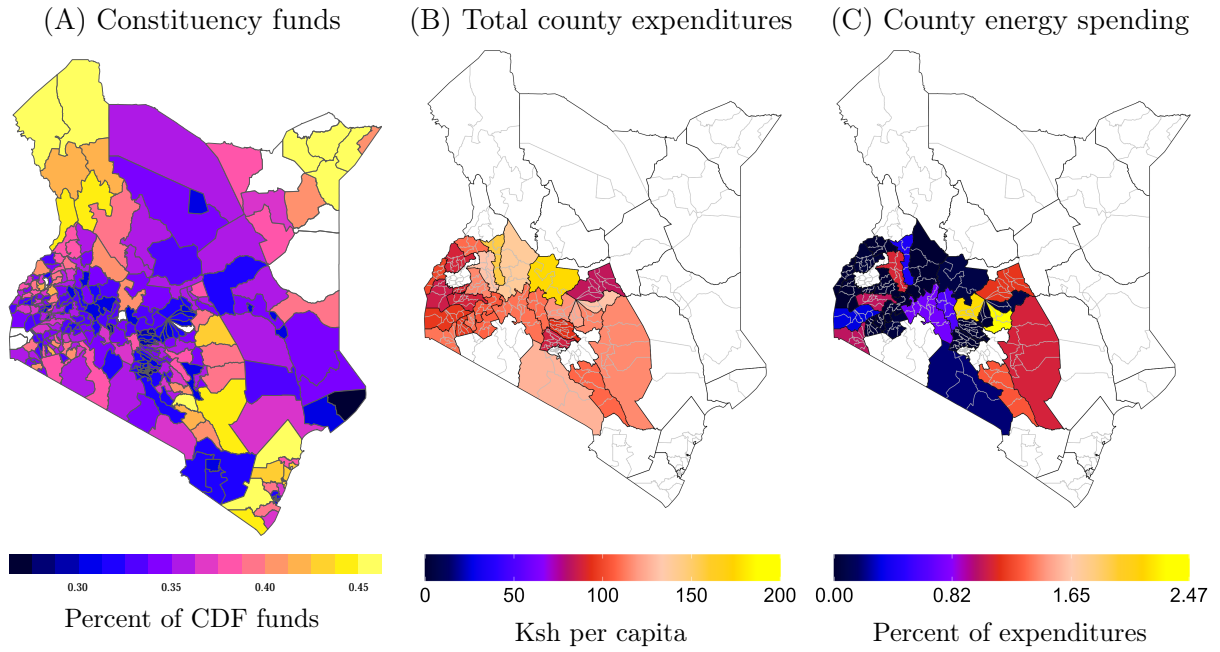 (A) Constituency funds
(B) Total county expenditures
(C) County energy spending
0.30 0.35 0.40 0.45
Percent of CDF funds
0 50 100 150 200
Ksh per capita
0.00 0.82 1.65 2.47
Percent of expenditures